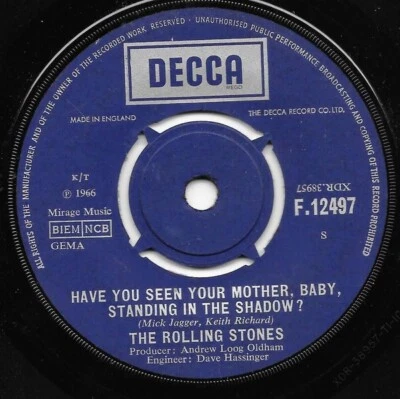 ALL RIGHTS OF THE MANUFACTURER AND OF THE OWNER OF THE RECORDED WORK RESERVED UNAUTHORISED PUBLIC PERFORMANCE BROADCASTING AND COPYING OF THIS RECORD PROHIBITED
DECCA
MADE IN ENGLAND
THE DECCA RECORD CO. LTD.
K/T
℗ 1966
XDR.38957
F.12497
Mirage Music
BIEM NCB
GEMA
S
HAVE YOU SEEN YOUR MOTHER, BABY,
STANDING IN THE SHADOW?
(Mick Jagger, Keith Richard)
THE ROLLING STONES
Producer: Andrew Loog Oldham
Engineer: Dave Hassinger